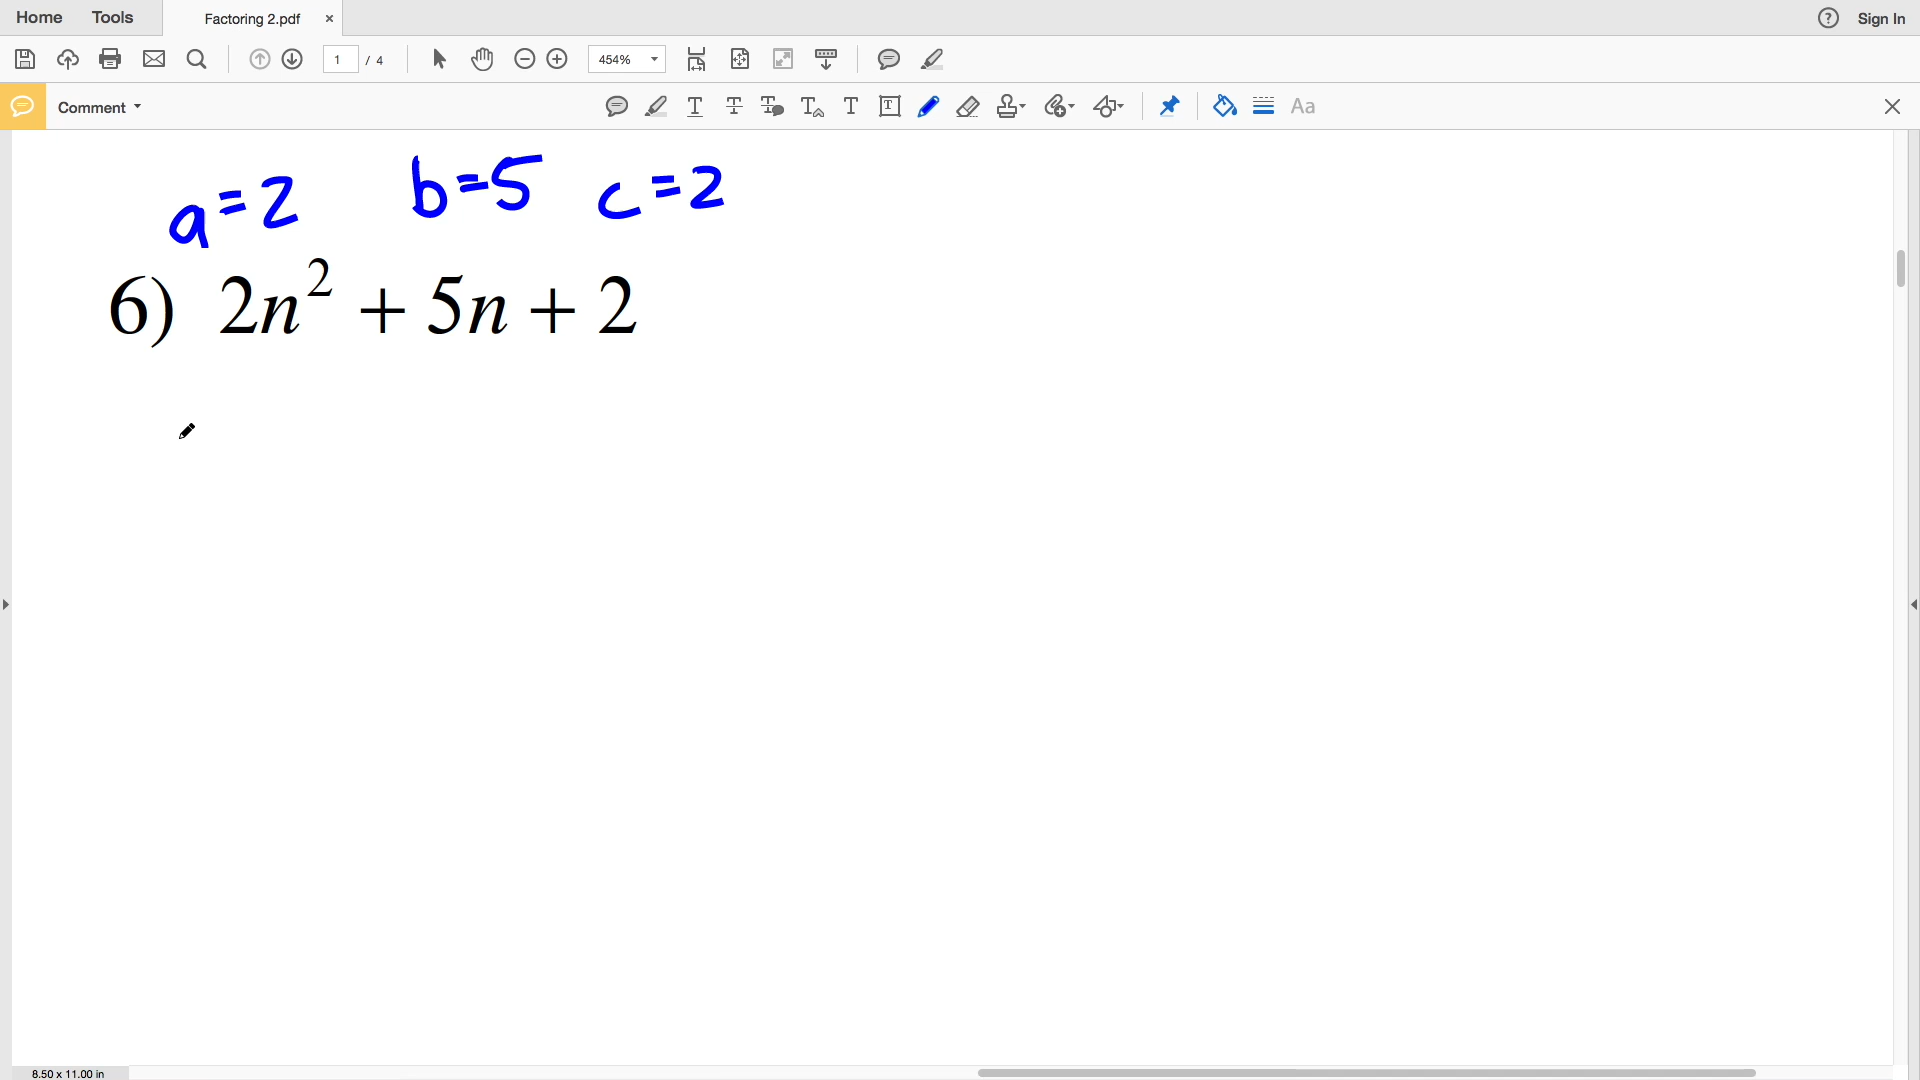 Home Tools Factoring 2.pdf × ? Sign In
1 / 4 454%
Comment Aa
a=2 b=5 c=2
6) 2n² + 5n + 2
8.50 x 11.00 in